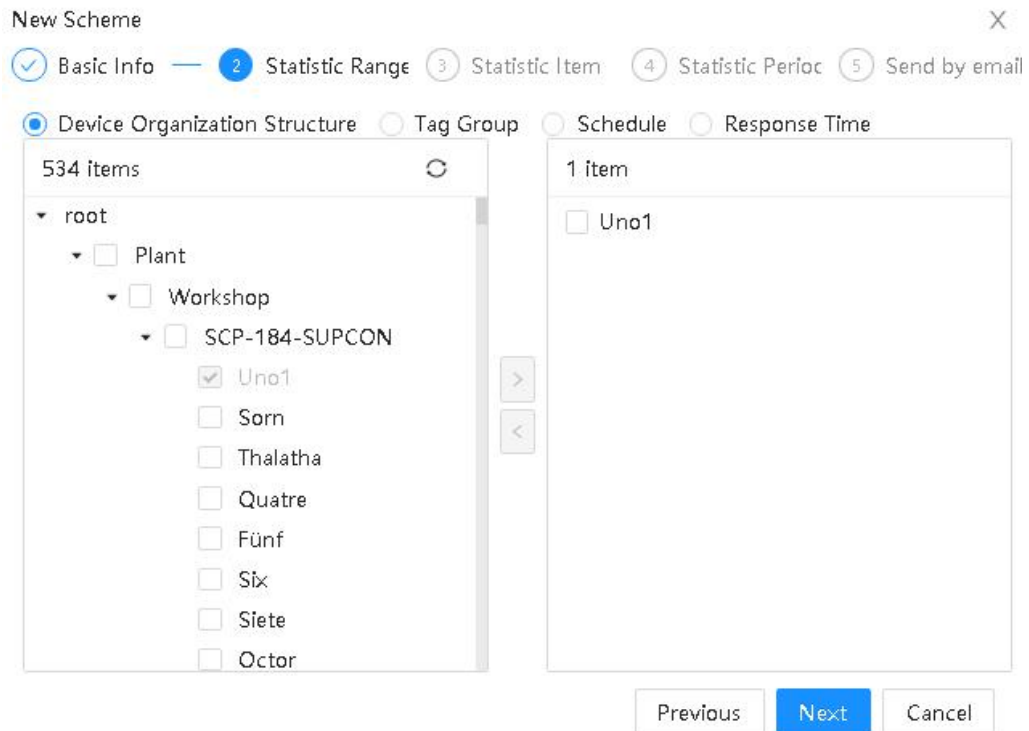 New Scheme X
Basic Info 2 Statistic Range 3 Statistic Item 4 Statistic Perioc 5 Send by email
Device Organization Structure Tag Group Schedule Response Time
534 items
root
Plant
Workshop
SCP-184-SUPCON
Uno1
Sorn
Thalatha
Quatre
Fünf
Six
Siete
Octor
>
<
1 item
Uno1
Previous Next Cancel